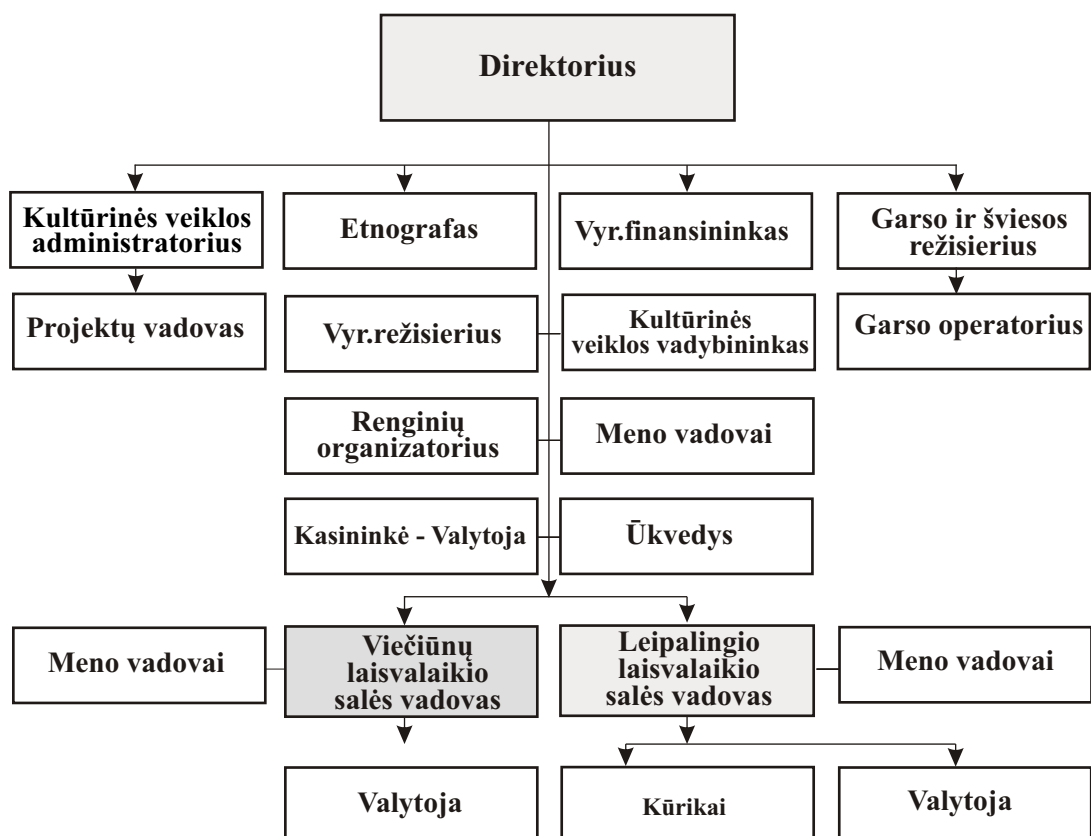 Direktorius
Kultūrinės veiklos
administratorius
Etnografas
Vyr.finansininkas
Garso ir šviesos
režisierius
Projektų vadovas
Vyr.režisierius
Kultūrinės
veiklos vadybininkas
Garso operatorius
Renginių
organizatorius
Meno vadovai
Kasininkė - Valytoja
Ūkvedys
Meno vadovai
Viečiūnų
laisvalaikio
salės vadovas
Leipalingio
laisvalaikio
salės vadovas
Meno vadovai
Valytoja
Kūrikai
Valytoja